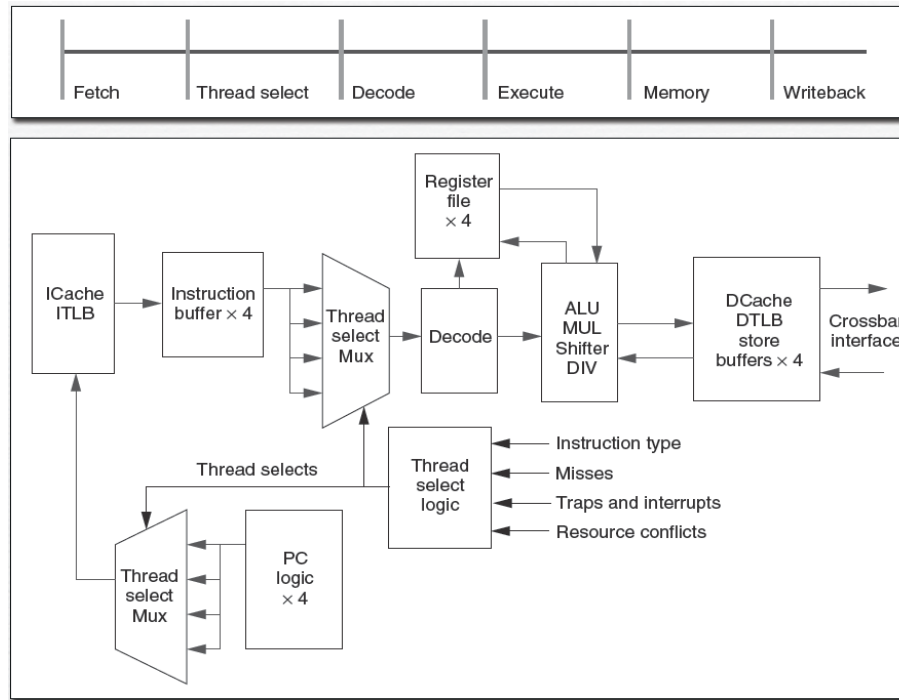 Fetch
Thread select
Decode
Execute
Memory
Writeback
ICache
ITLB
Instruction
buffer × 4
Thread
select
Mux
Decode
Register
file
× 4
ALU
MUL
Shifter
DIV
DCache
DTLB
store
buffers × 4
Crossbar
interface
Thread selects
Thread
select
logic
Instruction type
Misses
Traps and interrupts
Resource conflicts
Thread
select
Mux
PC
logic
× 4